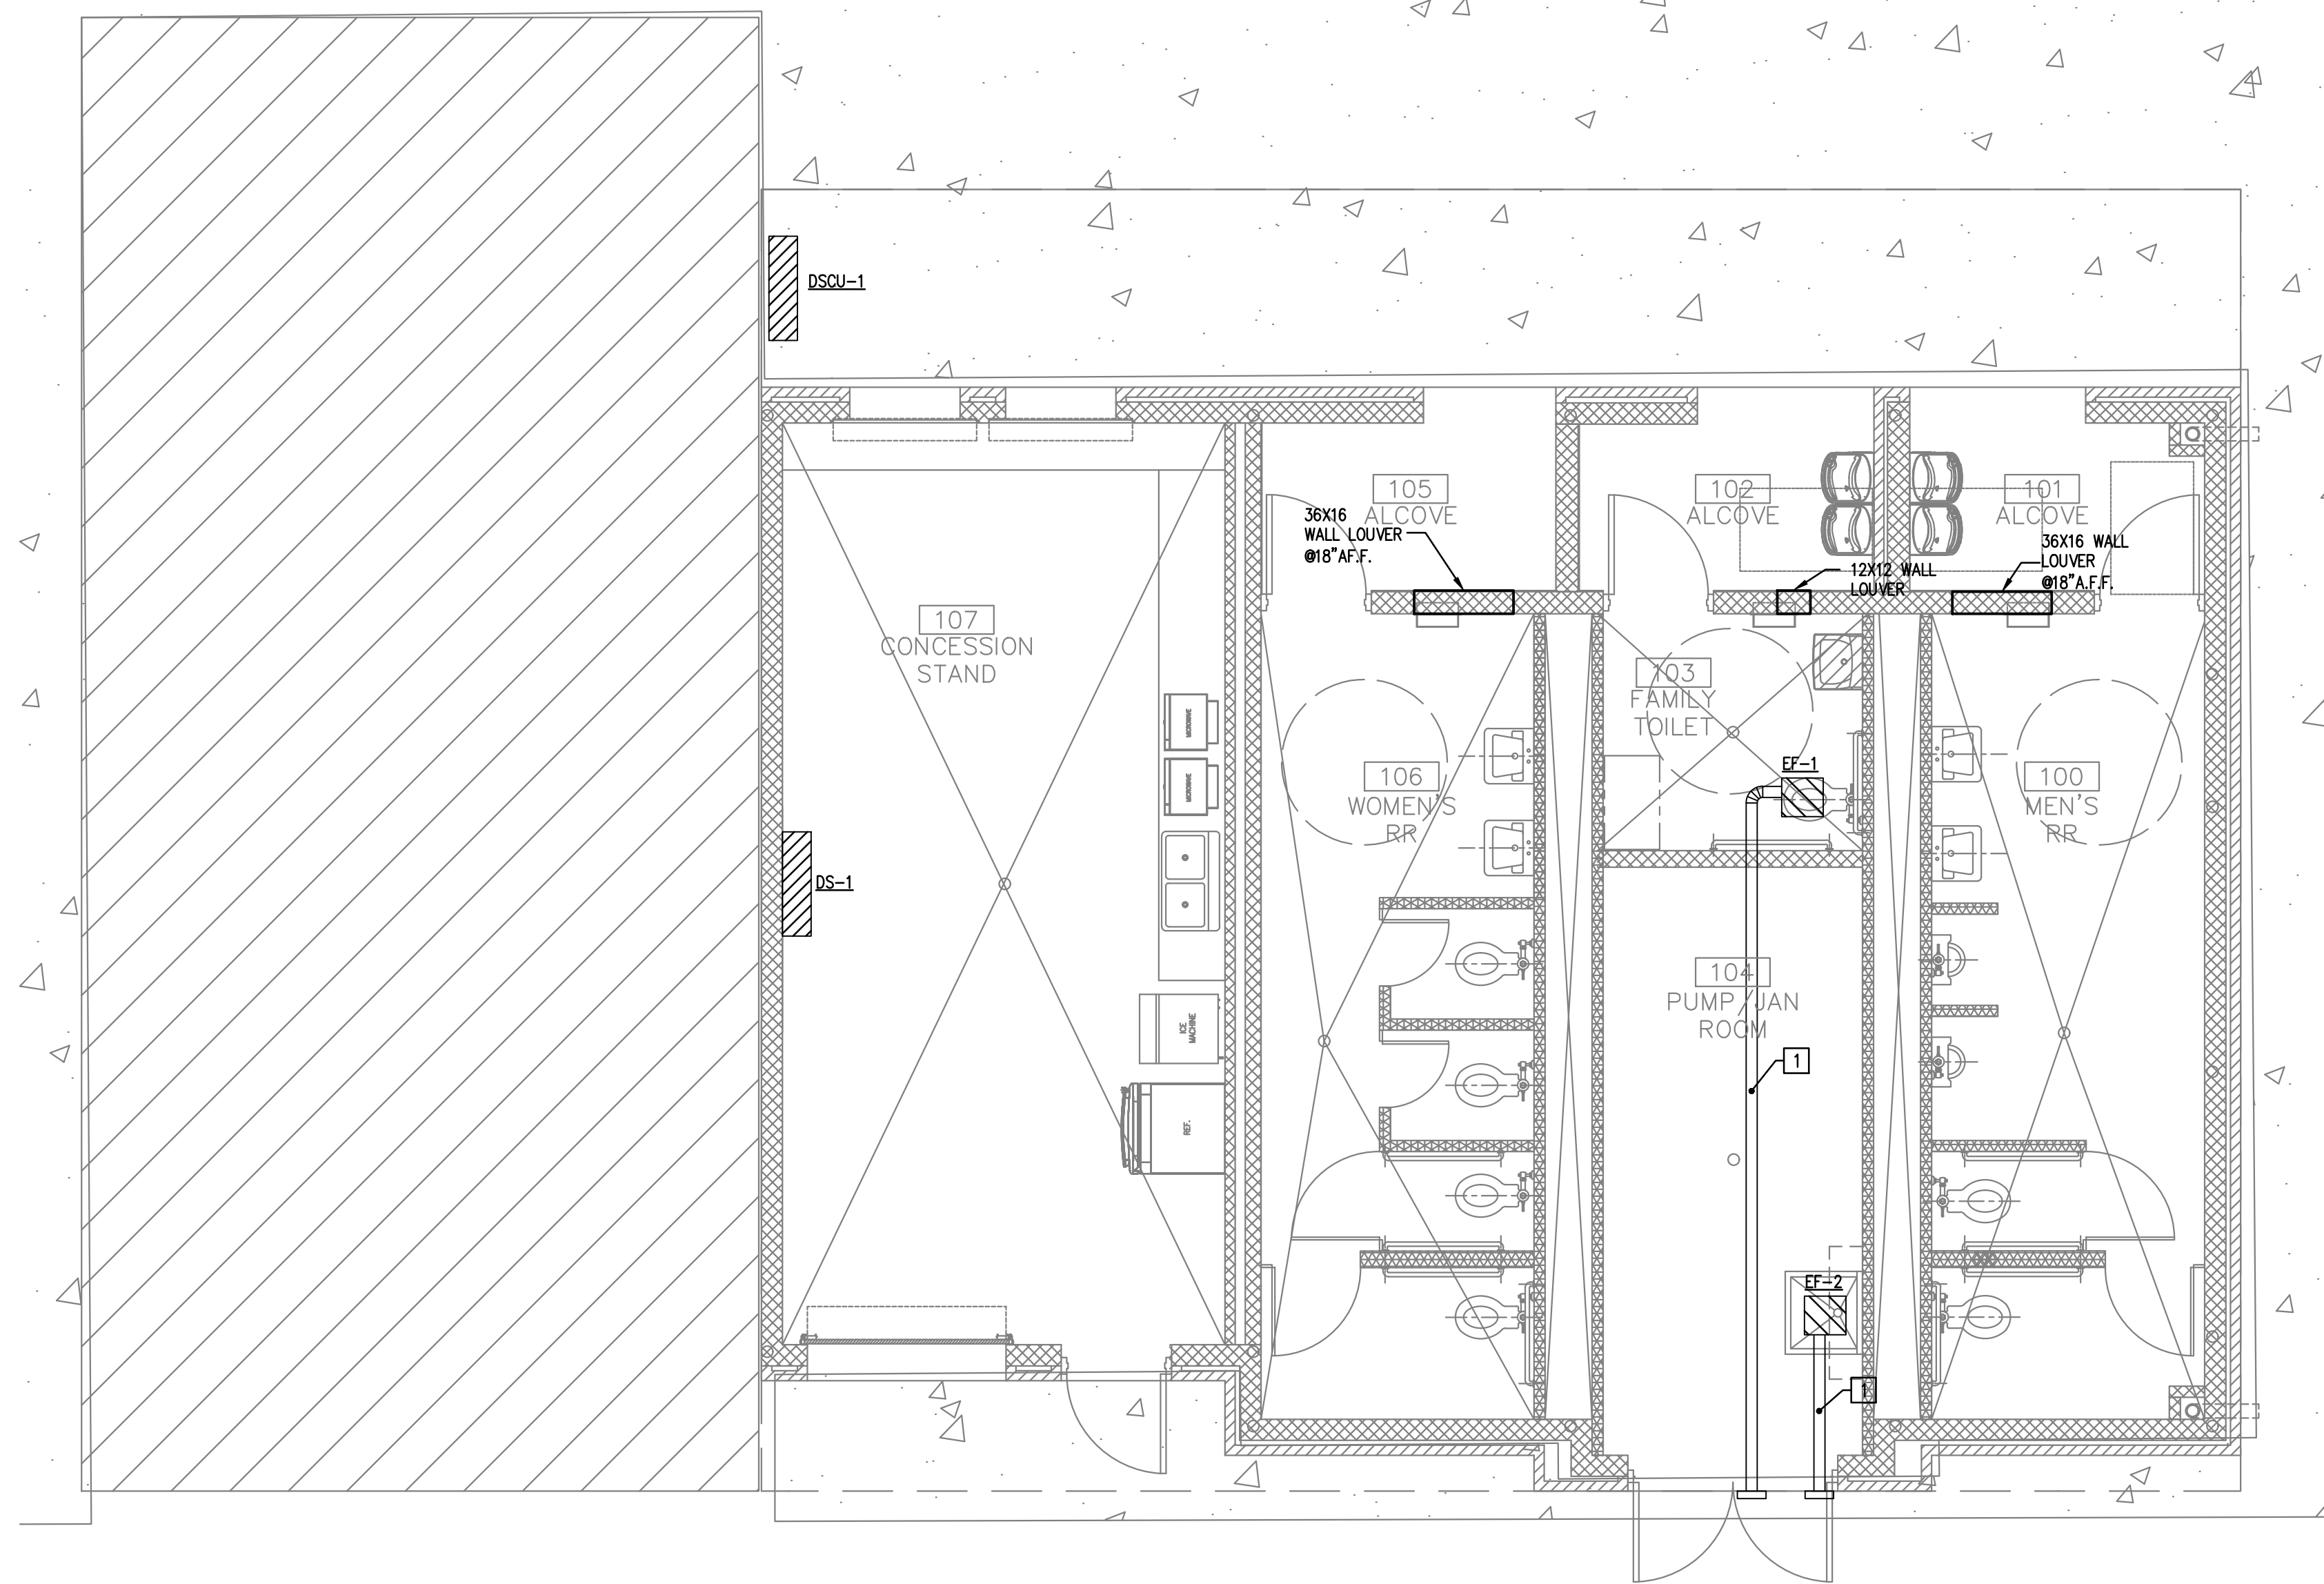 DSCU-1
105
ALCOVE
102
ALCOVE
101
ALCOVE
36X16
WALL LOUVER
@18"AF.F.
12X12 WALL
LOUVER
36X16 WALL
LOUVER
@18"A.F.F.
107
CONCESSION
STAND
103
FAMILY
TOILET
MICROWAVE
MICROWAVE
EF-1
106
WOMEN'S
RR
100
MEN'S
RR
DS-1
104
PUMP/JAN
ROOM
ICE
MACHINE
1
REF.
EF-2
1